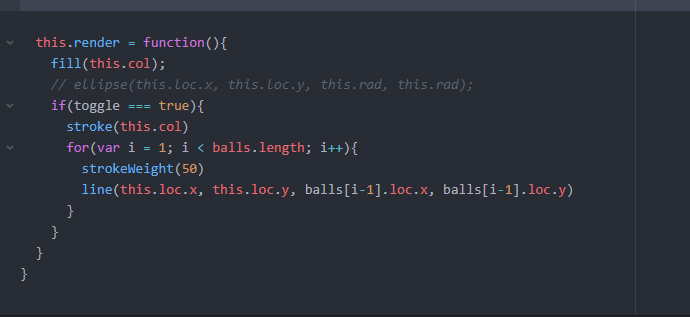 this.render = function(){
fill(this.col);
// ellipse(this.loc.x, this.loc.y, this.rad, this.rad);
if(toggle === true){
stroke(this.col)
for(var i = 1; i < balls.length; i++){
strokeWeight(50)
line(this.loc.x, this.loc.y, balls[i-1].loc.x, balls[i-1].loc.y)
}
}
}
}